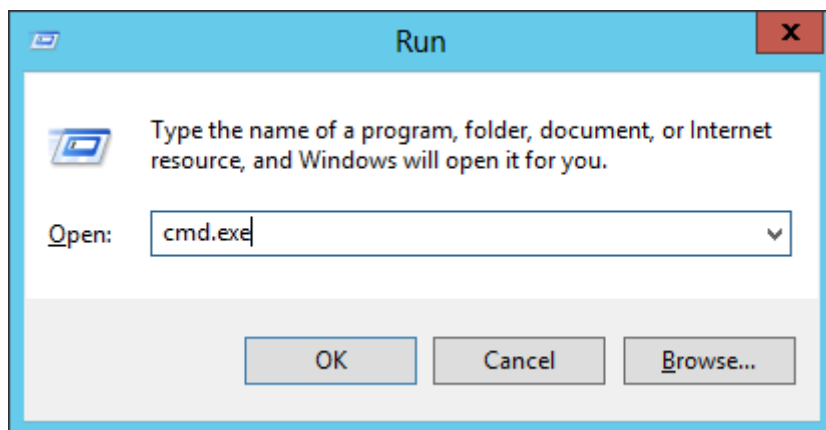 Run
x
Type the name of a program, folder, document, or Internet
resource, and Windows will open it for you.
Open: cmd.exe
OK Cancel Browse...